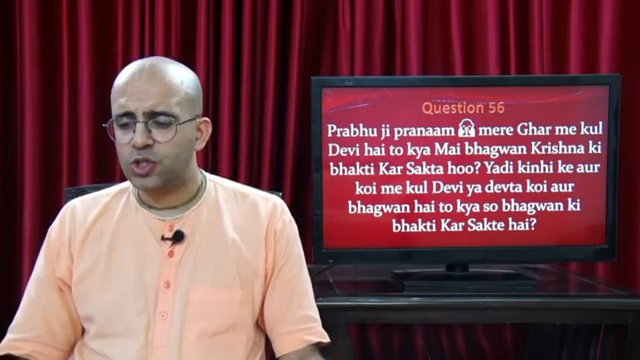 Question 56
Prabhu ji pranaam 🙏 mere Ghar me kul
Devi hai to kya Mai bhagwan Krishna ki
bhakti Kar Sakta hoo? Yadi kinhi ke aur
koi me kul Devi ya devta koi aur
bhagwan hai to kya so bhagwan ki
bhakti Kar Sakte hai?